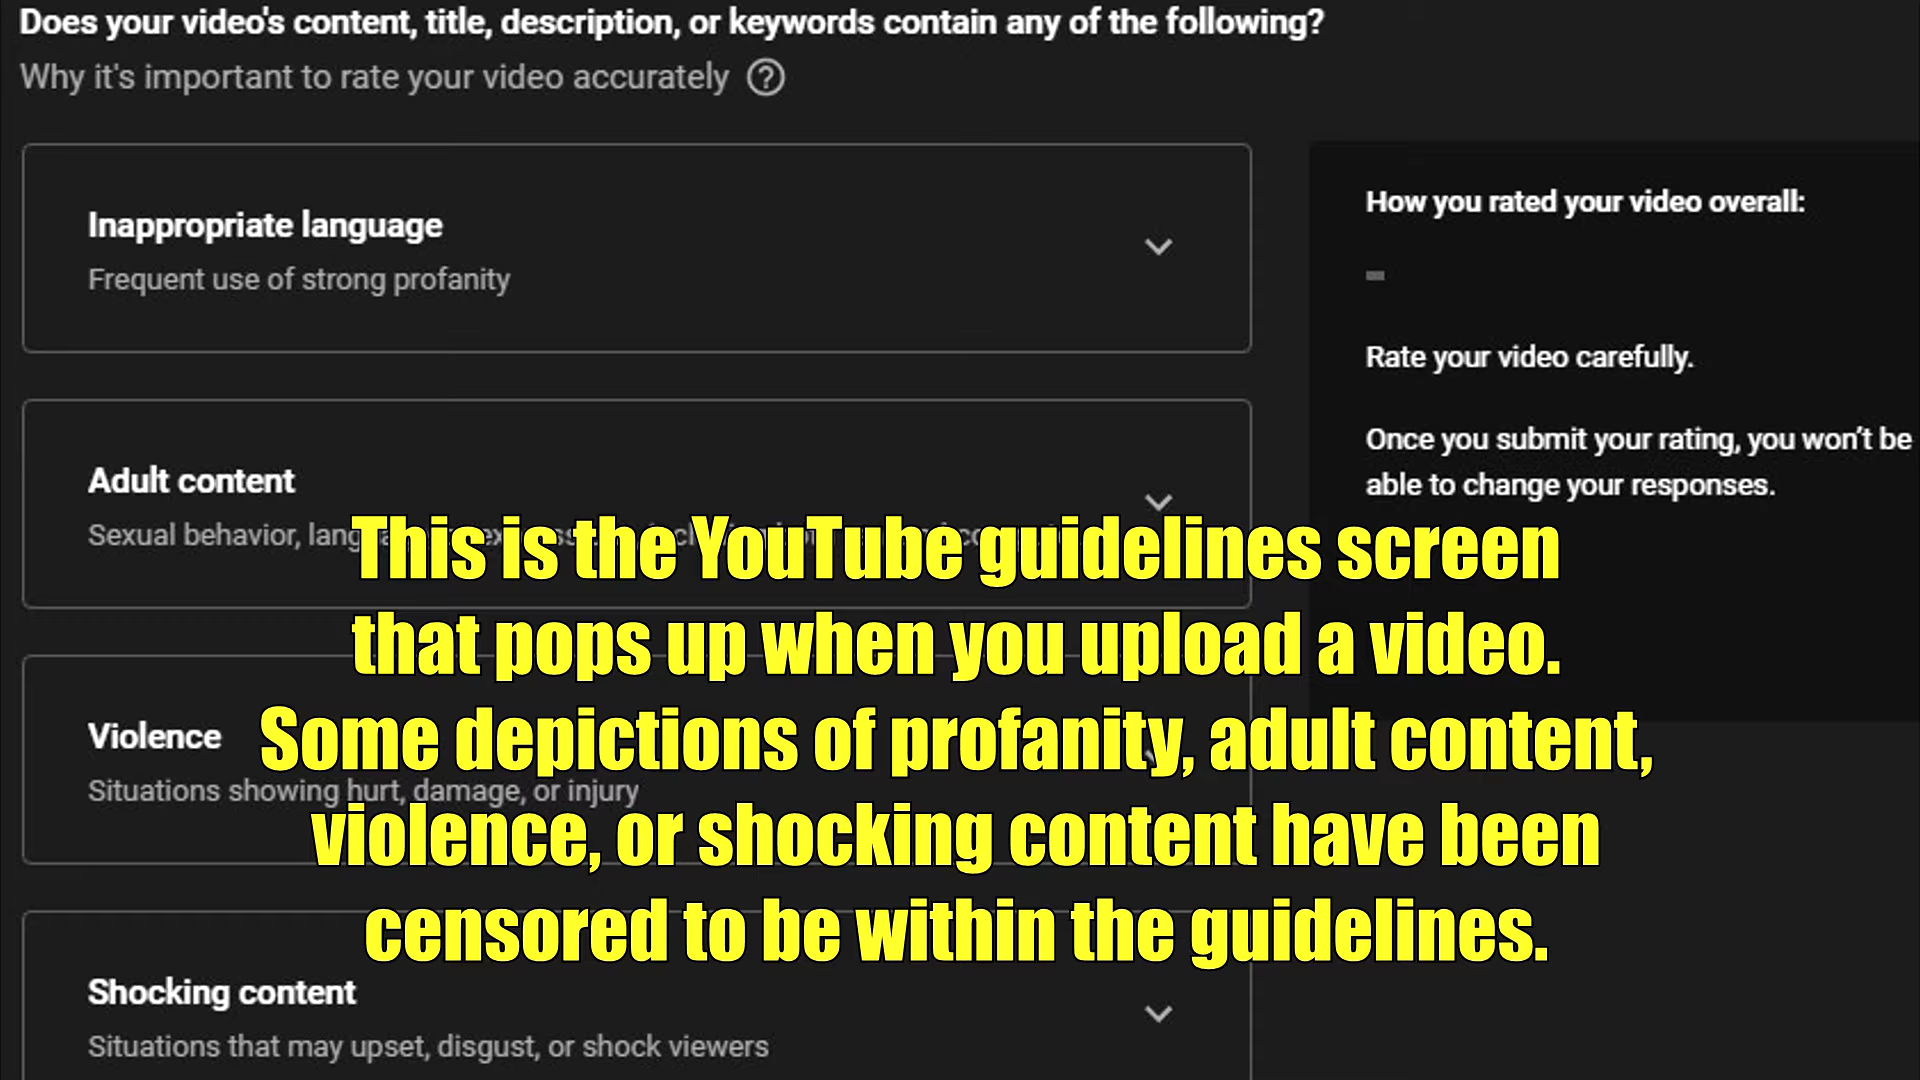 Does your video's content, title, description, or keywords contain any of the following?
Why it's important to rate your video accurately
Inappropriate language
Frequent use of strong profanity
How you rated your video overall:
Rate your video carefully.
Once you submit your rating, you won't be
able to change your responses.
Adult content
Sexual behavior,
This is the YouTube guidelines screen
that pops up when you upload a video.
Some depictions of profanity, adult content,
violence, or shocking content have been
censored to be within the guidelines.
Violence
Situations showing hurt, damage, or injury
Shocking content
Situations that may upset, disgust, or shock viewers